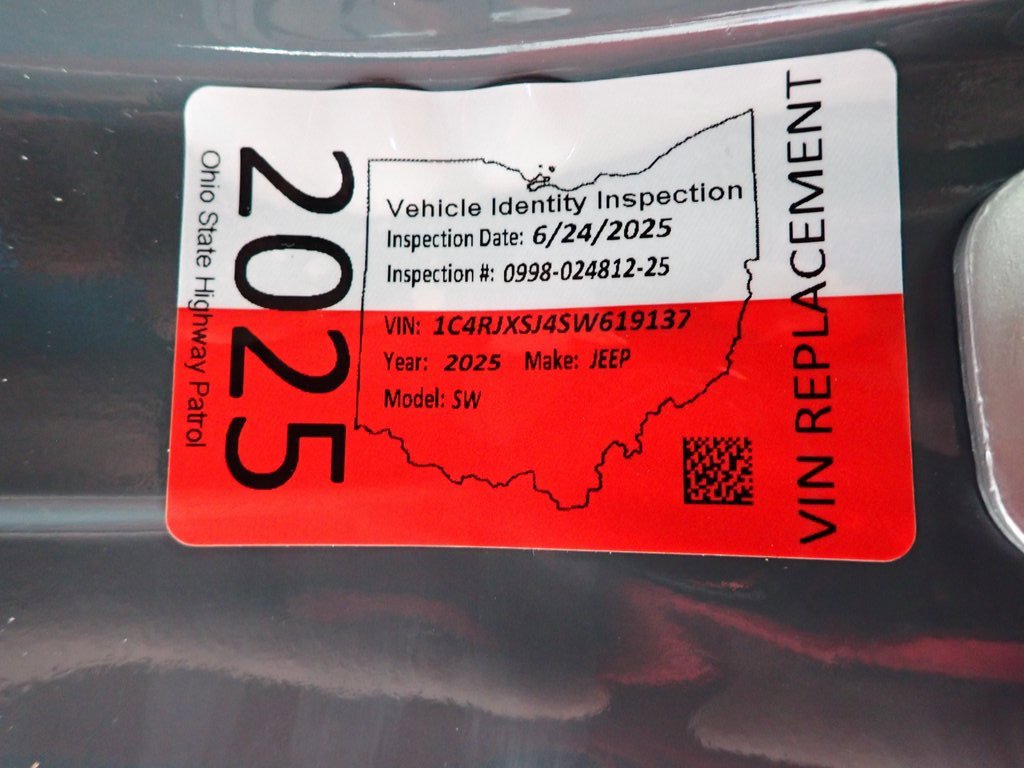 Ohio State Highway Patrol
2025
Vehicle Identity Inspection
Inspection Date: 6/24/2025
Inspection #: 0998-024812-25
VIN: 1C4RJXSJ4SW619137
Year: 2025 Make: JEEP
Model: SW
VIN REPLACEMENT